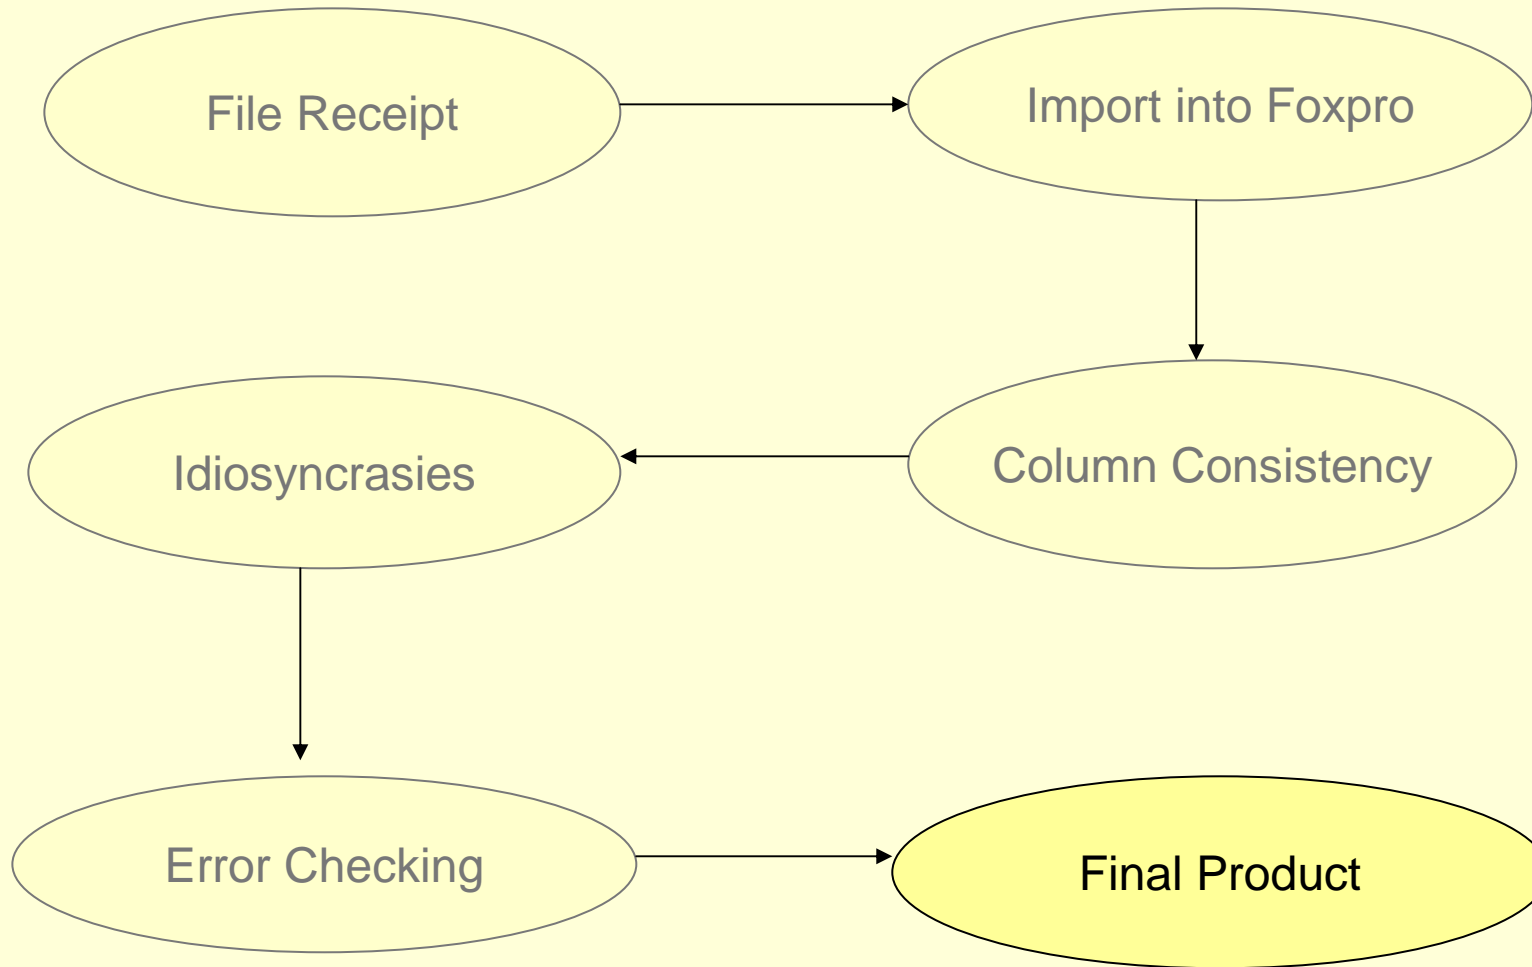 File Receipt
Import into Foxpro
Column Consistency
Idiosyncrasies
Error Checking
Final Product